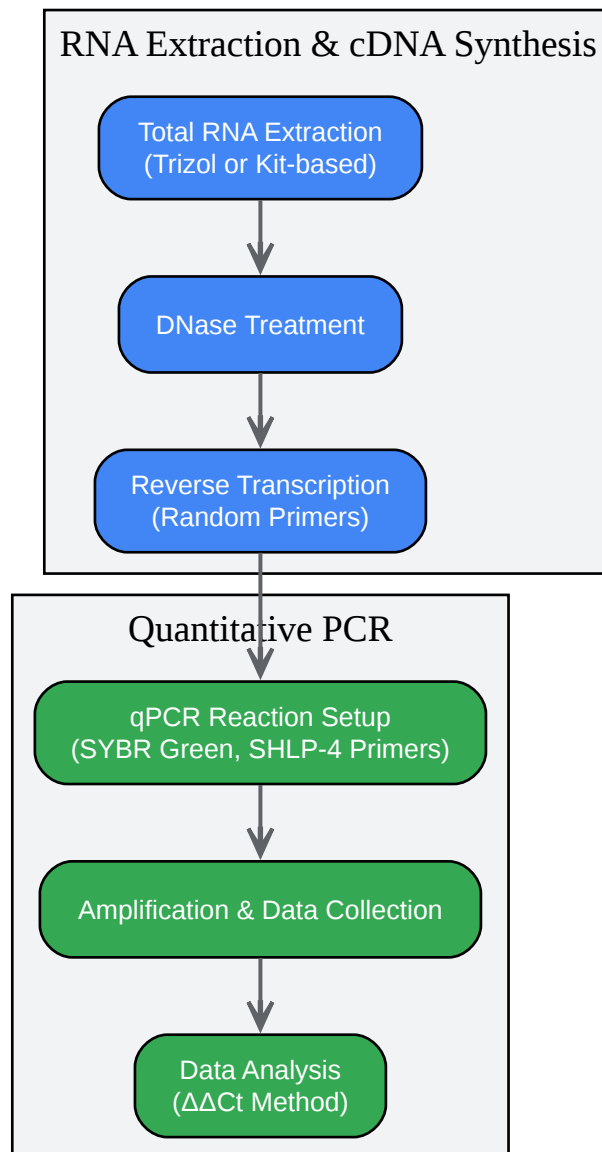 RNA Extraction & cDNA Synthesis
Total RNA Extraction
(Trizol or Kit-based)
DNase Treatment
Reverse Transcription
(Random Primers)
Quantitative PCR
qPCR Reaction Setup
(SYBR Green, SHLP-4 Primers)
Amplification & Data Collection
Data Analysis
(ΔΔCt Method)